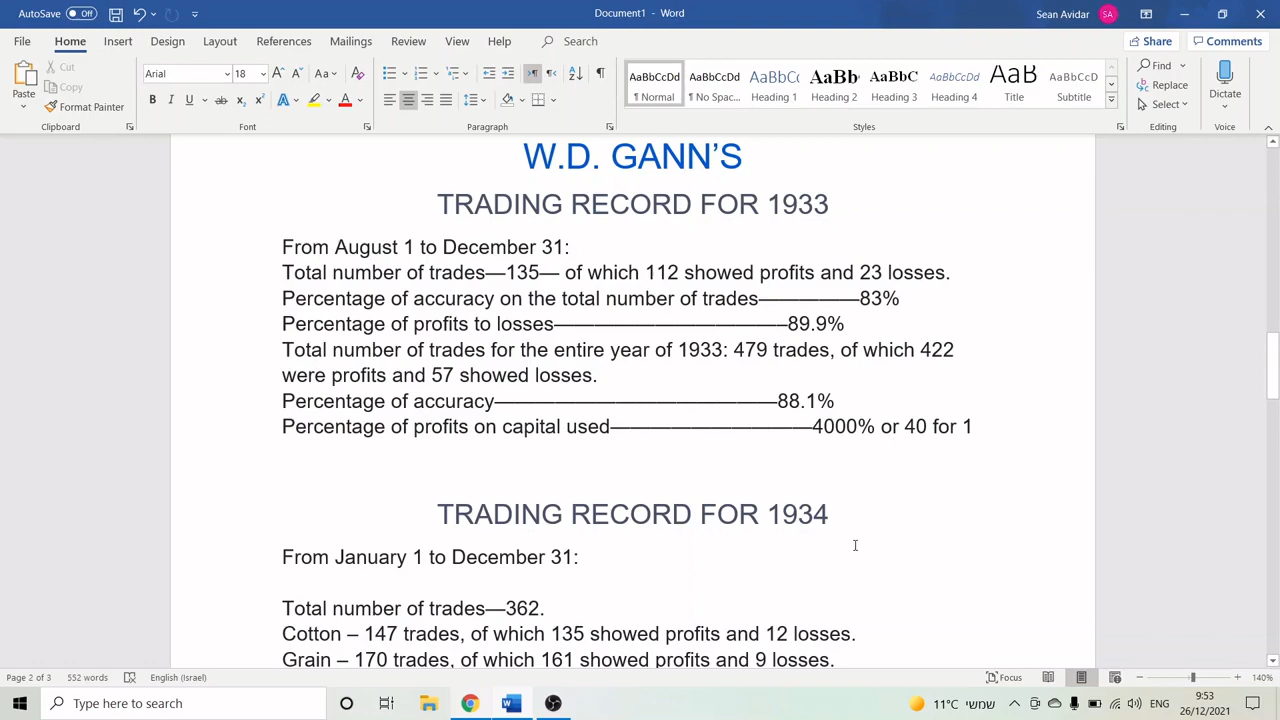 AutoSave Off
Document1 - Word
Sean Avidar SA
File Home Insert Design Layout References Mailings Review View Help Search
Share Comments
Paste Cut Copy Format Painter
Arial 18
AaBbCcDd ¶ Normal
AaBbCcDd ¶ No Spac...
AaBbCc Heading 1
AaBb Heading 2
AaBbC Heading 3
AaBbCcDd Heading 4
AaB Title
AaBbCcDd Subtitle
Find Replace Select
Dictate
Clipboard Font Paragraph Styles Editing Voice
W.D. GANN’S
TRADING RECORD FOR 1933
From August 1 to December 31:
Total number of trades—135— of which 112 showed profits and 23 losses.
Percentage of accuracy on the total number of trades—————83%
Percentage of profits to losses———————————–89.9%
Total number of trades for the entire year of 1933: 479 trades, of which 422
were profits and 57 showed losses.
Percentage of accuracy——————————————88.1%
Percentage of profits on capital used——————————4000% or 40 for 1
TRADING RECORD FOR 1934
From January 1 to December 31:
Total number of trades—362.
Cotton – 147 trades, of which 135 showed profits and 12 losses.
Grain – 170 trades, of which 161 showed profits and 9 losses.
Page 2 of 3 552 words English (Israel) Focus 140%
Type here to search
11°C שמשי
9:53
26/12/2021